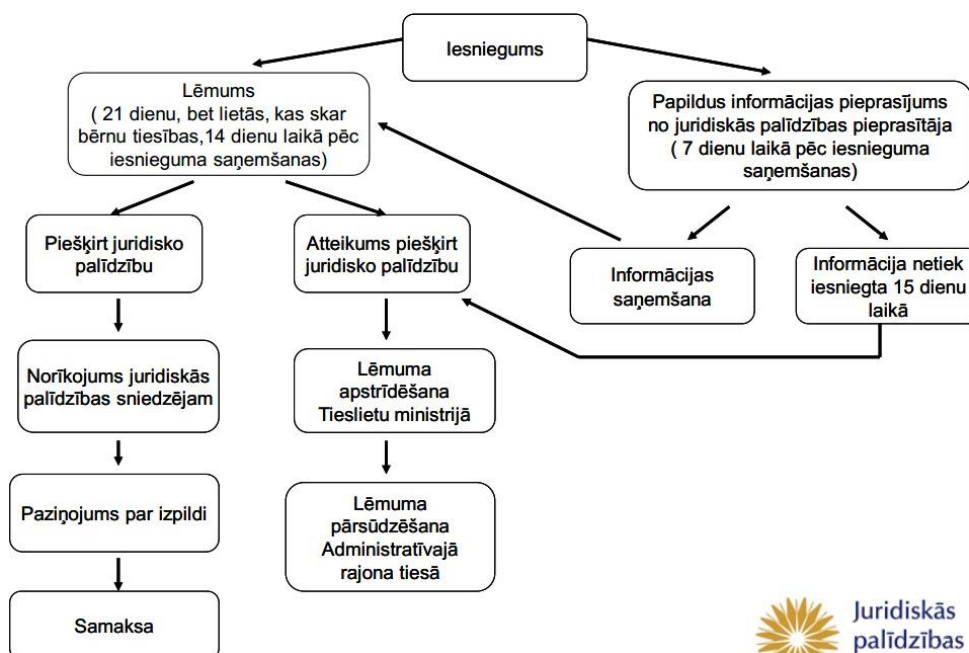 Iesniegums
Lēmums
( 21 dienu, bet lietās, kas skar
bērnu tiesības,14 dienu laikā pēc
iesnieguma saņemšanas)
Papildus informācijas pieprasījums
no juridiskās palīdzības pieprasītāja
( 7 dienu laikā pēc iesnieguma
saņemšanas)
Piešķirt juridisko
palīdzību
Atteikums piešķirt
juridisko palīdzību
Informācijas
saņemšana
Informācija netiek
iesniegta 15 dienu
laikā
Norīkojums juridiskās
palīdzības sniedzējam
Lēmuma
apstrīdēšana
Tieslietu ministrijā
Paziņojums par izpildi
Lēmuma
pārsūdzēšana
Administratīvajā
rajona tiesā
Samaksa
Juridiskās
palīdzības